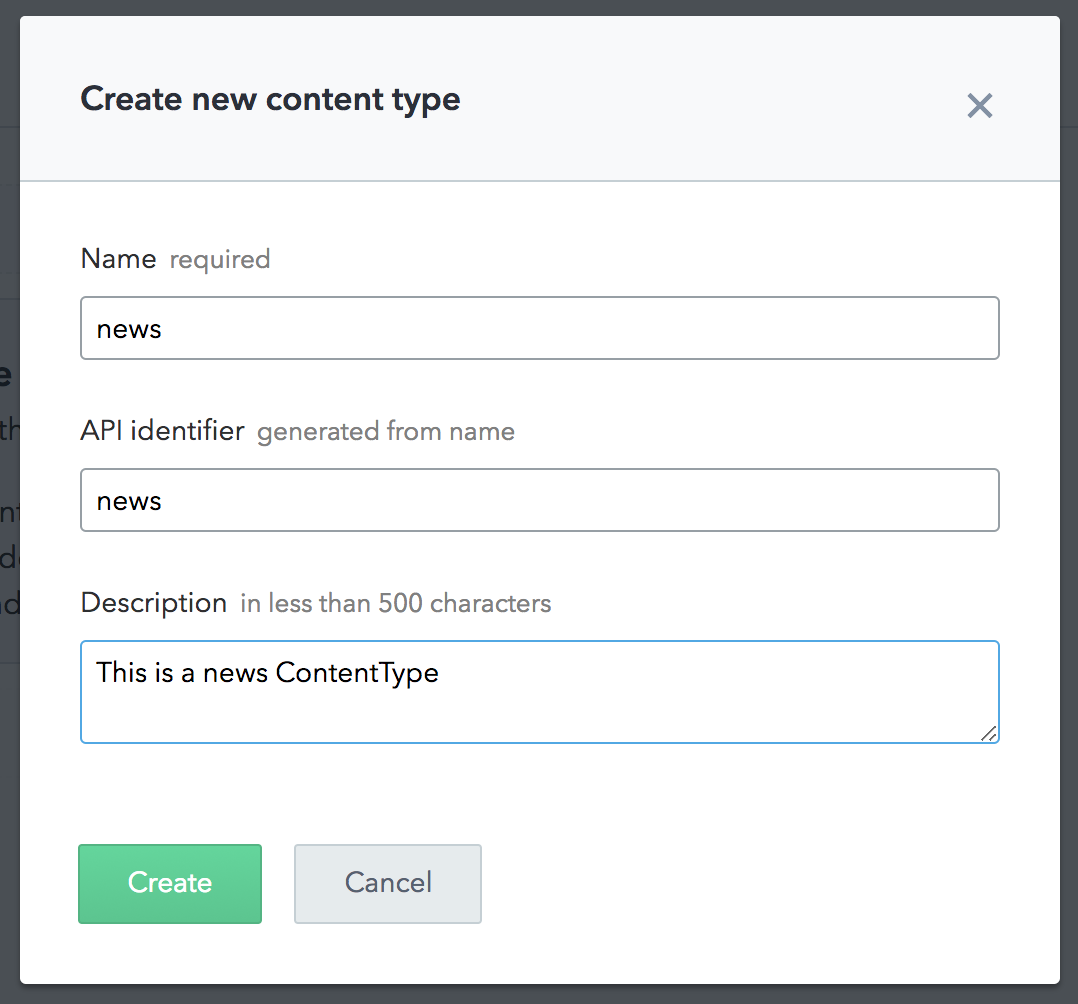 Create new content type
Name required
news
API identifier generated from name
news
Description in less than 500 characters
This is a news ContentType
Create Cancel